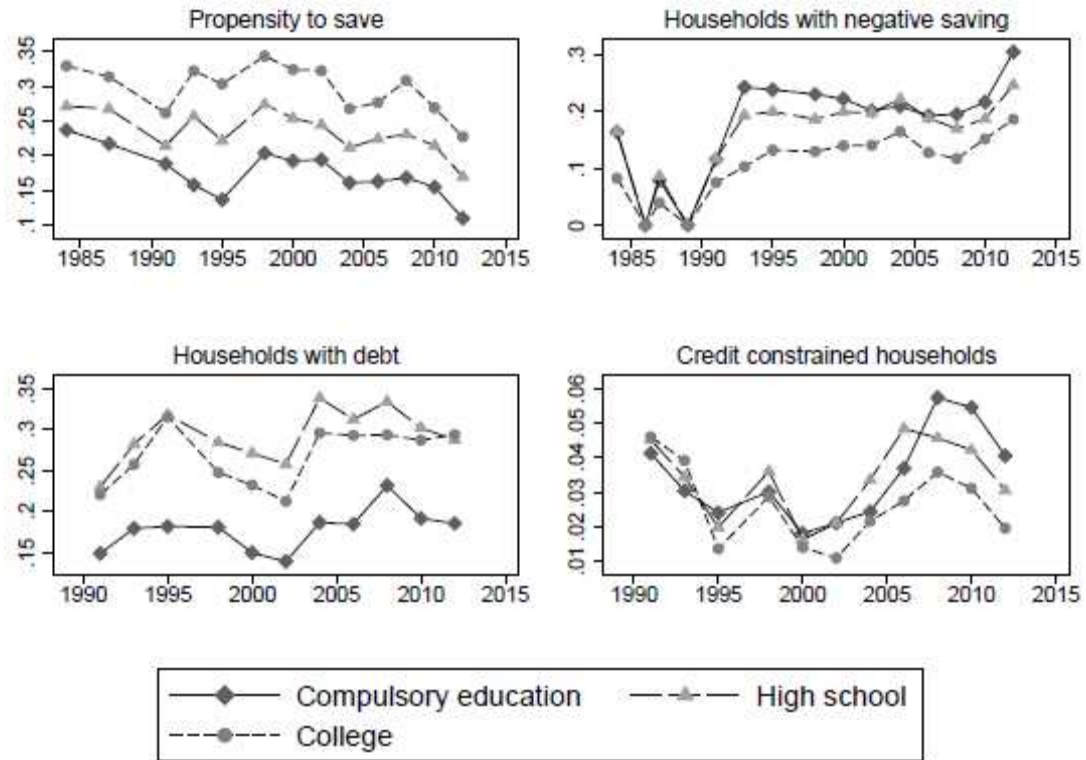 Propensity to save
.1 .15 .2 .25 .3 .35
1985 1990 1995 2000 2005 2010 2015
Households with negative saving
0 .1 .2 .3
1985 1990 1995 2000 2005 2010 2015
Households with debt
.15 .2 .25 .3 .35
1990 1995 2000 2005 2010 2015
Credit constrained households
.01 .02 .03 .04 .05 .06
1990 1995 2000 2005 2010 2015
Compulsory education
High school
College